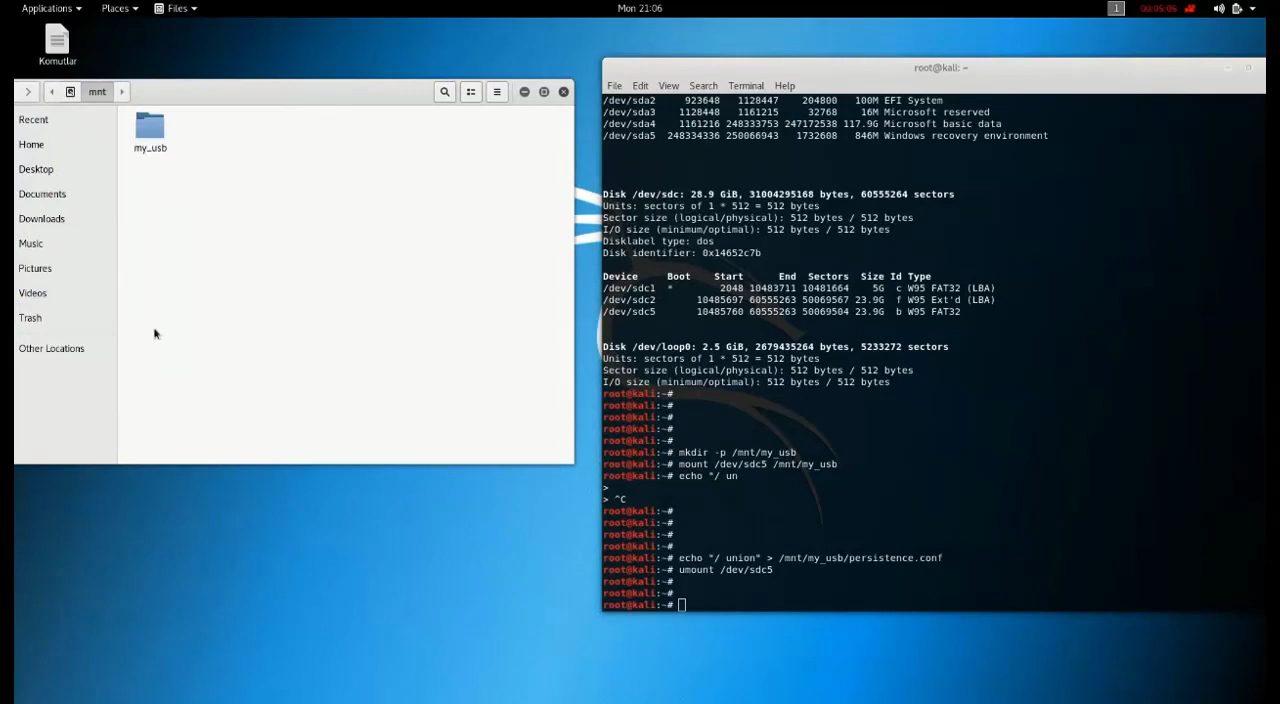 Applications Places Files Mon 21:06 1 00:05:05
Komutlar
mnt
Recent
Home
Desktop
Documents
Downloads
Music
Pictures
Videos
Trash
Other Locations
my_usb
root@kali: ~
File Edit View Search Terminal Help
/dev/sda2 923648 1128447 204800 100M EFI System
/dev/sda3 1128448 1161215 32768 16M Microsoft reserved
/dev/sda4 1161216 248333753 247172538 117.9G Microsoft basic data
/dev/sda5 248334336 250066943 1732608 846M Windows recovery environment
Disk /dev/sdc: 28.9 GiB, 31004295168 bytes, 60555264 sectors
Units: sectors of 1 * 512 = 512 bytes
Sector size (logical/physical): 512 bytes / 512 bytes
I/O size (minimum/optimal): 512 bytes / 512 bytes
Disklabel type: dos
Disk identifier: 0x14652c7b
Device Boot Start End Sectors Size Id Type
/dev/sdc1 * 2048 10483711 10481664 5G c W95 FAT32 (LBA)
/dev/sdc2 10485697 60555263 50069567 23.9G f W95 Ext'd (LBA)
/dev/sdc5 10485760 60555263 50069504 23.9G b W95 FAT32
Disk /dev/loop0: 2.5 GiB, 2679435264 bytes, 5233272 sectors
Units: sectors of 1 * 512 = 512 bytes
Sector size (logical/physical): 512 bytes / 512 bytes
I/O size (minimum/optimal): 512 bytes / 512 bytes
root@kali:~#
root@kali:~#
root@kali:~#
root@kali:~#
root@kali:~#
root@kali:~# mkdir -p /mnt/my_usb
root@kali:~# mount /dev/sdc5 /mnt/my_usb
root@kali:~# echo "/ un
>
> ^C
root@kali:~#
root@kali:~#
root@kali:~#
root@kali:~#
root@kali:~# echo "/ union" > /mnt/my_usb/persistence.conf
root@kali:~# umount /dev/sdc5
root@kali:~#
root@kali:~#
root@kali:~#